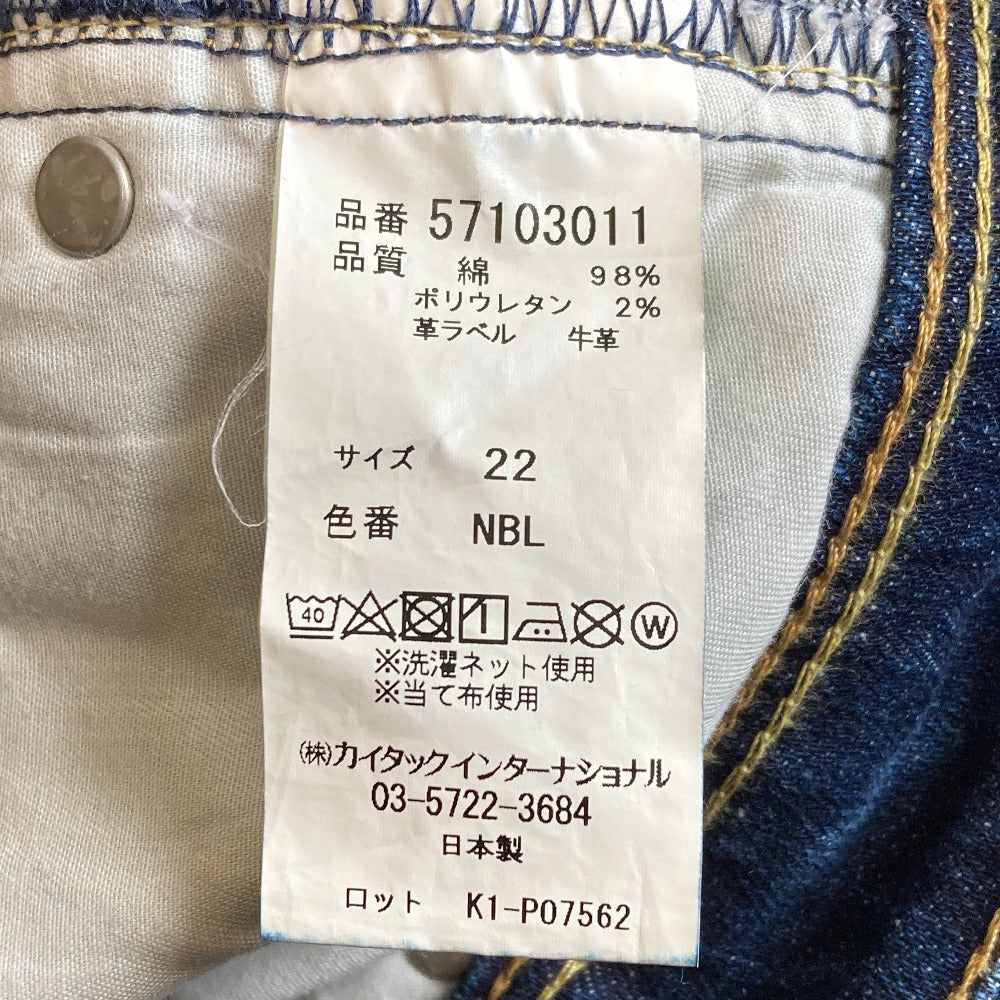 品番 57103011
品質 綿 98%
ポリウレタン 2%
革ラベル 牛革
サイズ 22
色番 NBL
40 W
※洗濯ネット使用
※当て布使用
(株)カイタックインターナショナル
03-5722-3684
日本製
ロット K1-P07562